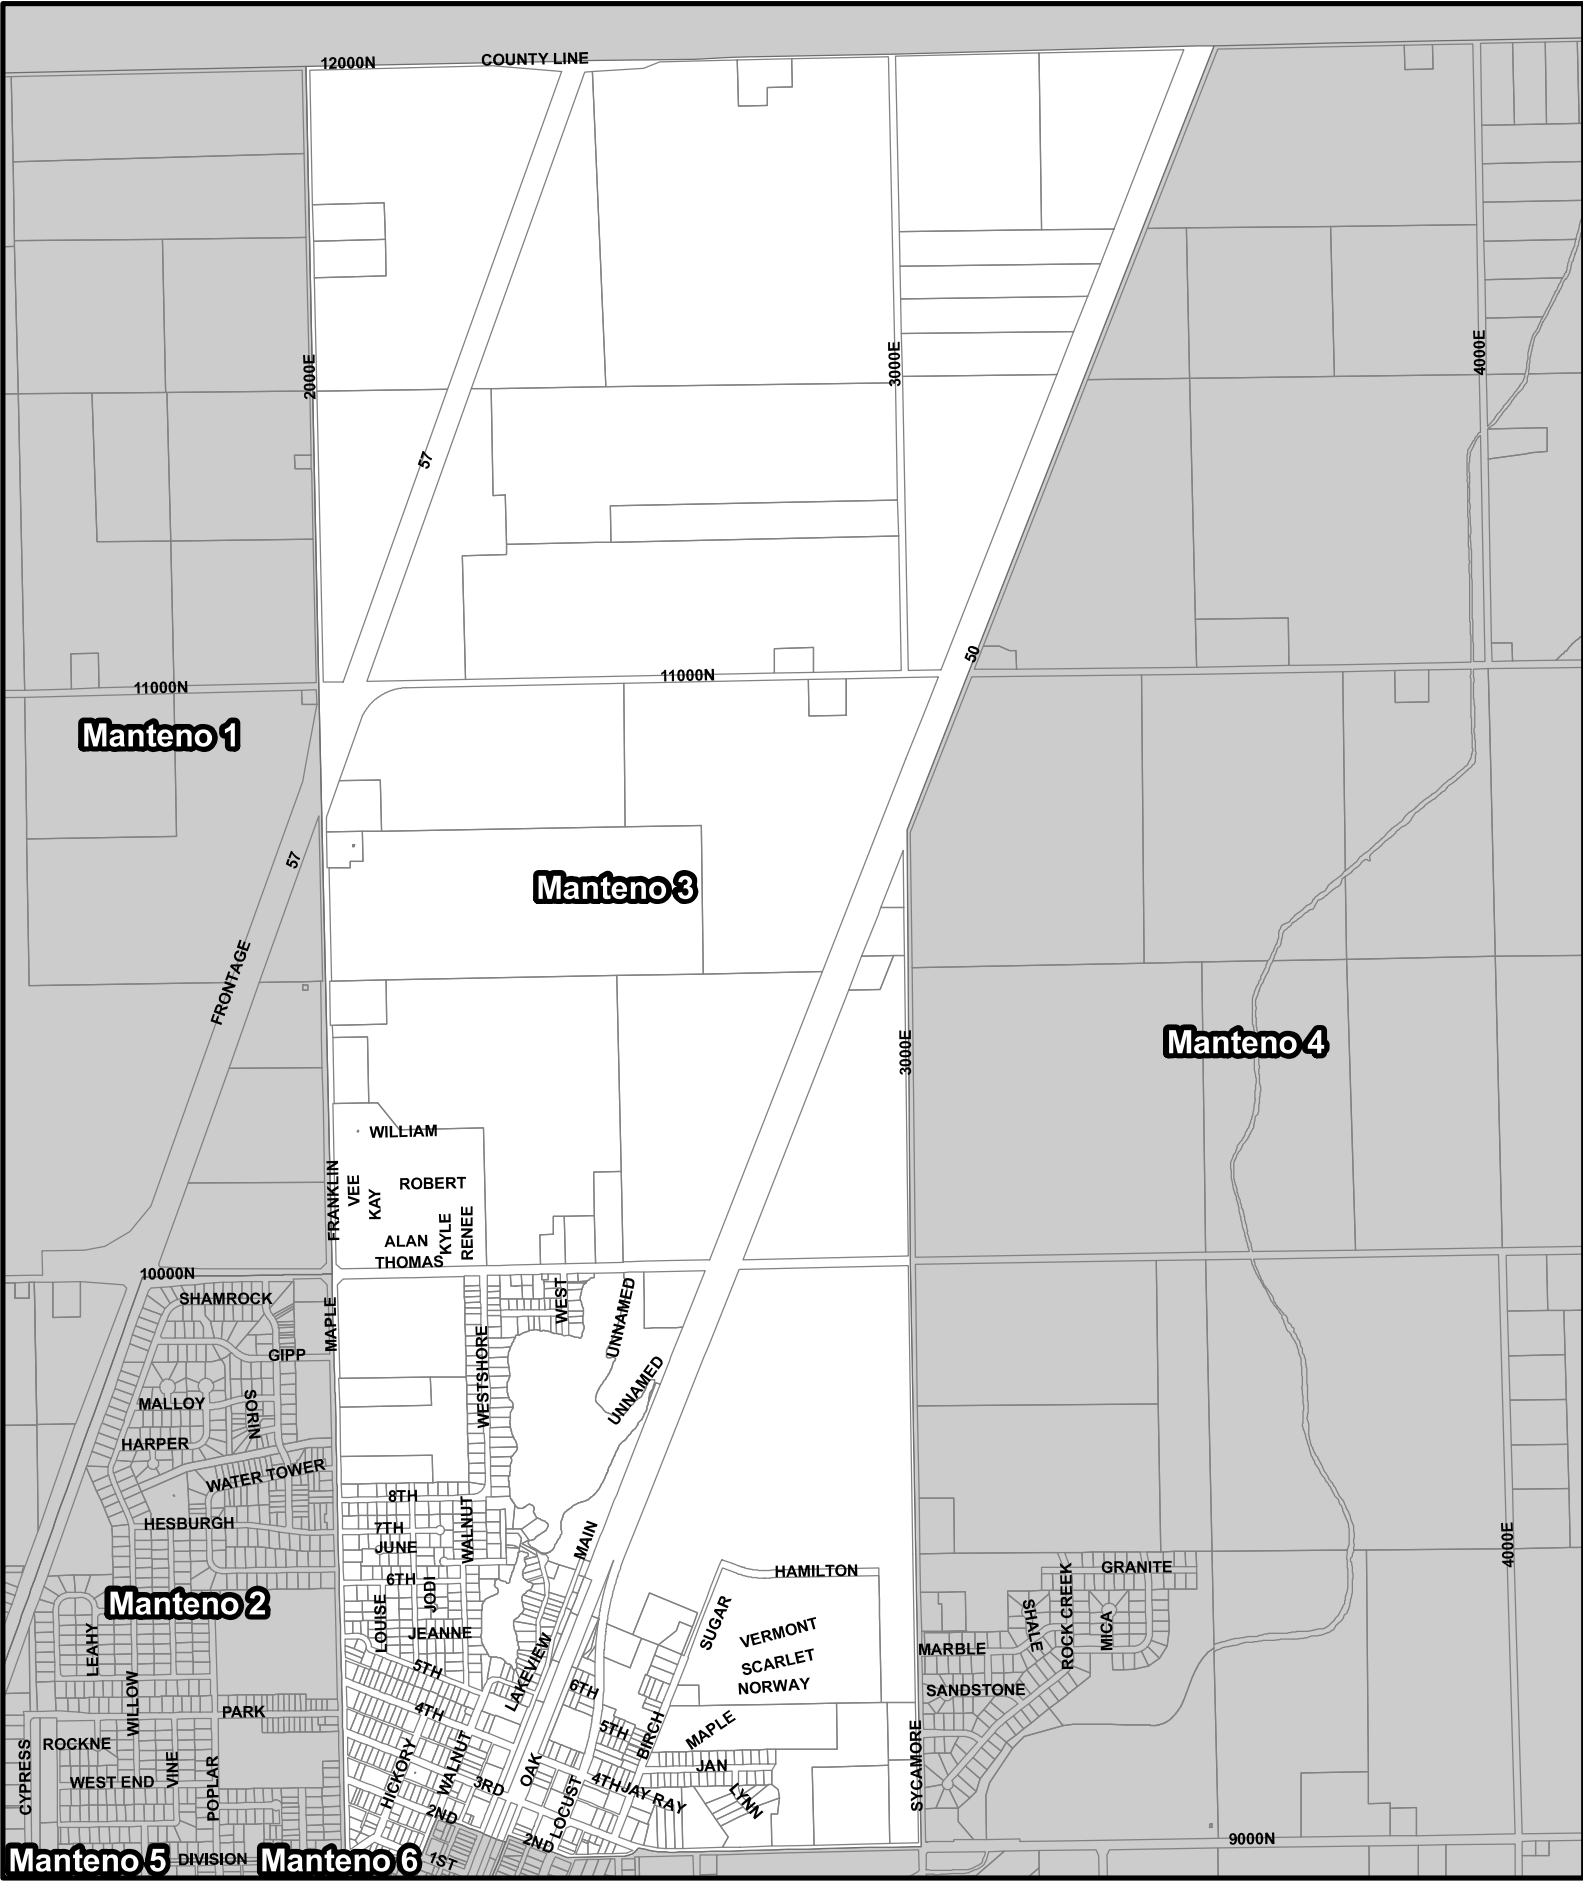 12000N
COUNTY LINE
2000E
3000E
4000E
57
50
11000N
11000N
Manteno 1
57
Manteno 3
FRONTAGE
3000E
Manteno 4
WILLIAM
FRANKLIN
VEE
KAY
ROBERT
KYLE
RENEE
ALAN
THOMAS
10000N
SHAMROCK
MAPLE
WEST
UNNAMED
GIPP
WESTSHORE
UNNAMED
MALLOY
SORIN
HARPER
WATER TOWER
8TH
HESBURGH
7TH
WALNUT
JUNE
MAIN
4000E
6TH
JODI
HAMILTON
GRANITE
Manteno 2
LOUISE
SUGAR
SHALE
ROCK CREEK
MICA
LEAHY
JEANNE
VERMONT
MARBLE
5TH
LAKEVIEW
SCARLET
6TH
NORWAY
SANDSTONE
WILLOW
PARK
4TH
5TH
BIRCH
MAPLE
ROCKNE
CYPRESS
WEST END
VINE
POPLAR
HICKORY
WALNUT
3RD
OAK
JAN
SYCAMORE
4TH
JAY RAY
LYNN
LOCUST
2ND
2ND
9000N
Manteno 5
DIVISION
Manteno 6
1ST